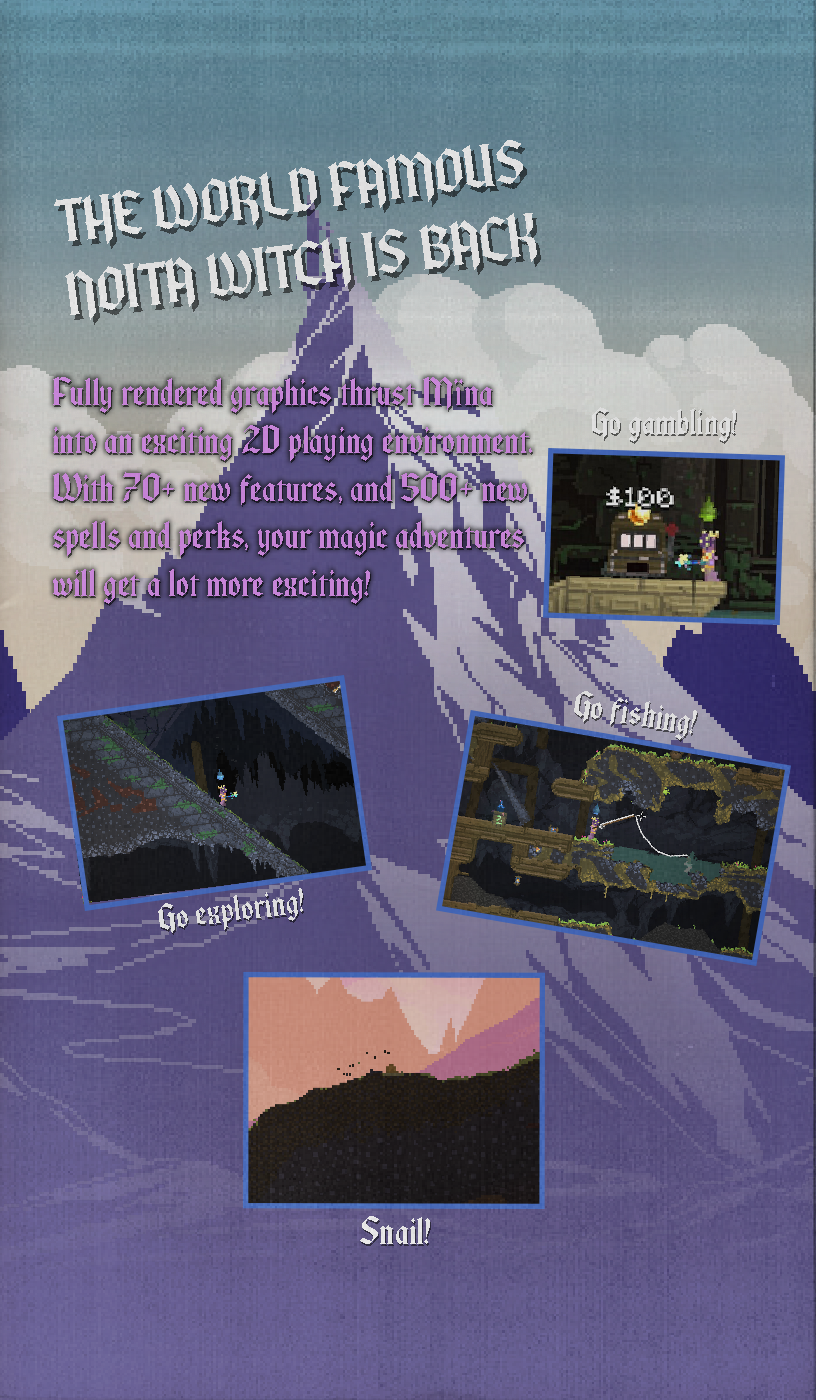 THE WORLD FAMOUS
NOITA WITCH IS BACK
Fully rendered graphics thrust Mina
into an exciting 2D playing environment.
With 70+ new features, and 500+ new
spells and perks, your magic adventures
will get a lot more exciting!
Go gambling!
$100
Go fishing!
2
Go exploring!
Snail!